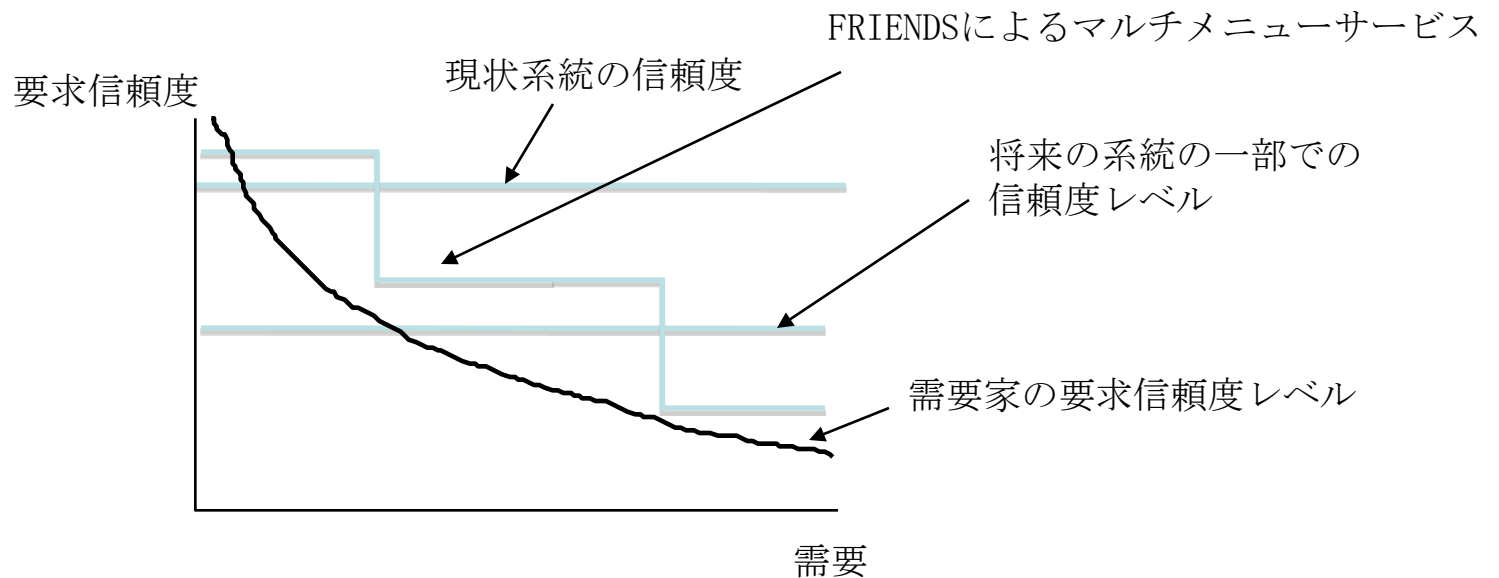 FRIENDSによるマルチメニューサービス
現状系統の信頼度
要求信頼度
将来の系統の一部での
信頼度レベル
需要家の要求信頼度レベル
需要